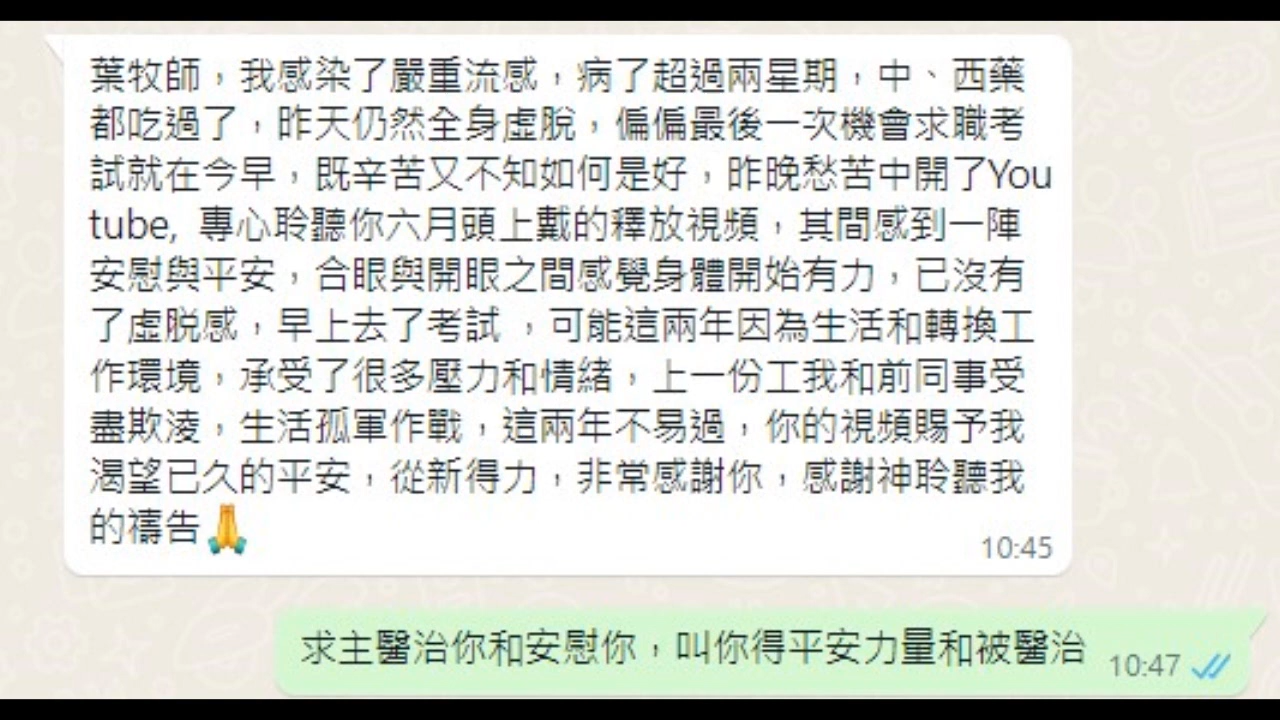 葉牧師，我感染了嚴重流感，病了超過兩星期，中、西藥
都吃過了，昨天仍然全身虛脫，偏偏最後一次機會求職考
試就在今早，既辛苦又不知如何是好，昨晚愁苦中開了You
tube, 專心聆聽你六月頭上戴的釋放視頻，其間感到一陣
安慰與平安，合眼與開眼之間感覺身體開始有力，已沒有
了虛脱感，早上去了考試 ，可能這兩年因為生活和轉換工
作環境，承受了很多壓力和情緒，上一份工我和前同事受
盡欺淩，生活孤軍作戰，這兩年不易過，你的視頻賜予我
渴望已久的平安，從新得力，非常感謝你，感謝神聆聽我
的禱告🙏
10:45
求主醫治你和安慰你，叫你得平安力量和被醫治
10:47